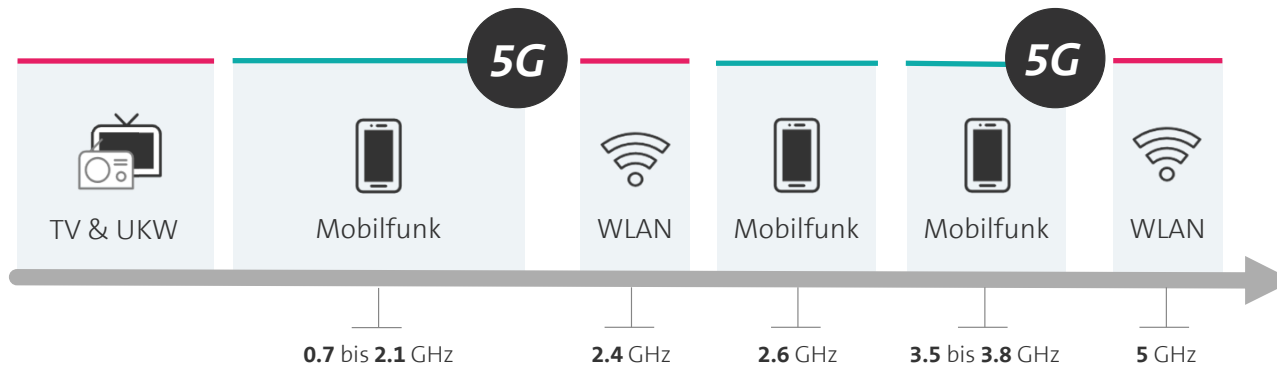 5G
5G
TV & UKW
Mobilfunk
WLAN
Mobilfunk
Mobilfunk
WLAN
0.7 bis 2.1 GHz
2.4 GHz
2.6 GHz
3.5 bis 3.8 GHz
5 GHz